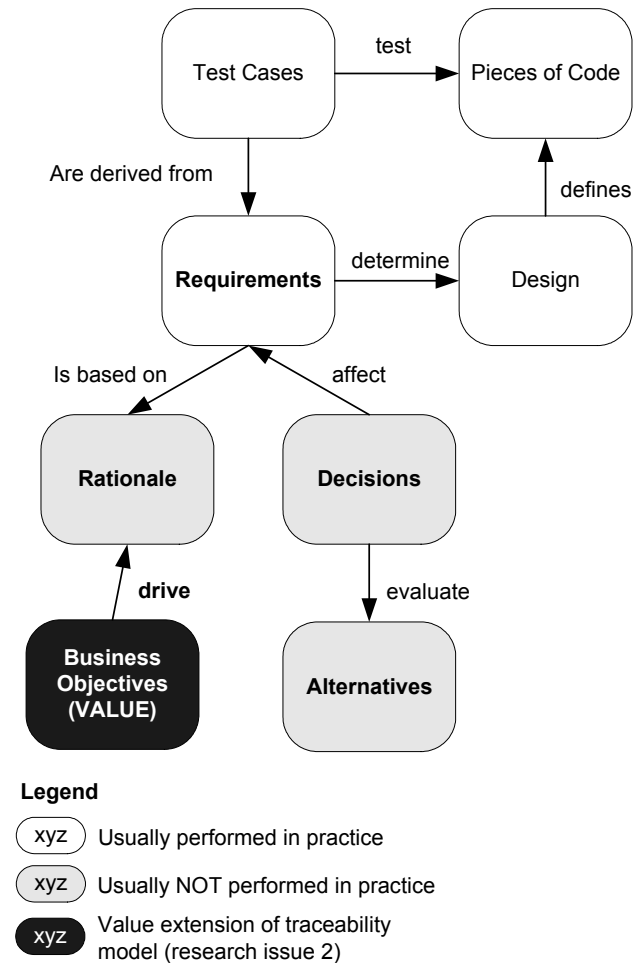 test
Test Cases
Pieces of Code
Are derived from
defines
Requirements
determine
Design
Is based on
affect
Rationale
Decisions
drive
evaluate
Business
Objectives
(VALUE)
Alternatives
Legend
xyz Usually performed in practice
xyz Usually NOT performed in practice
xyz Value extension of traceability
model (research issue 2)